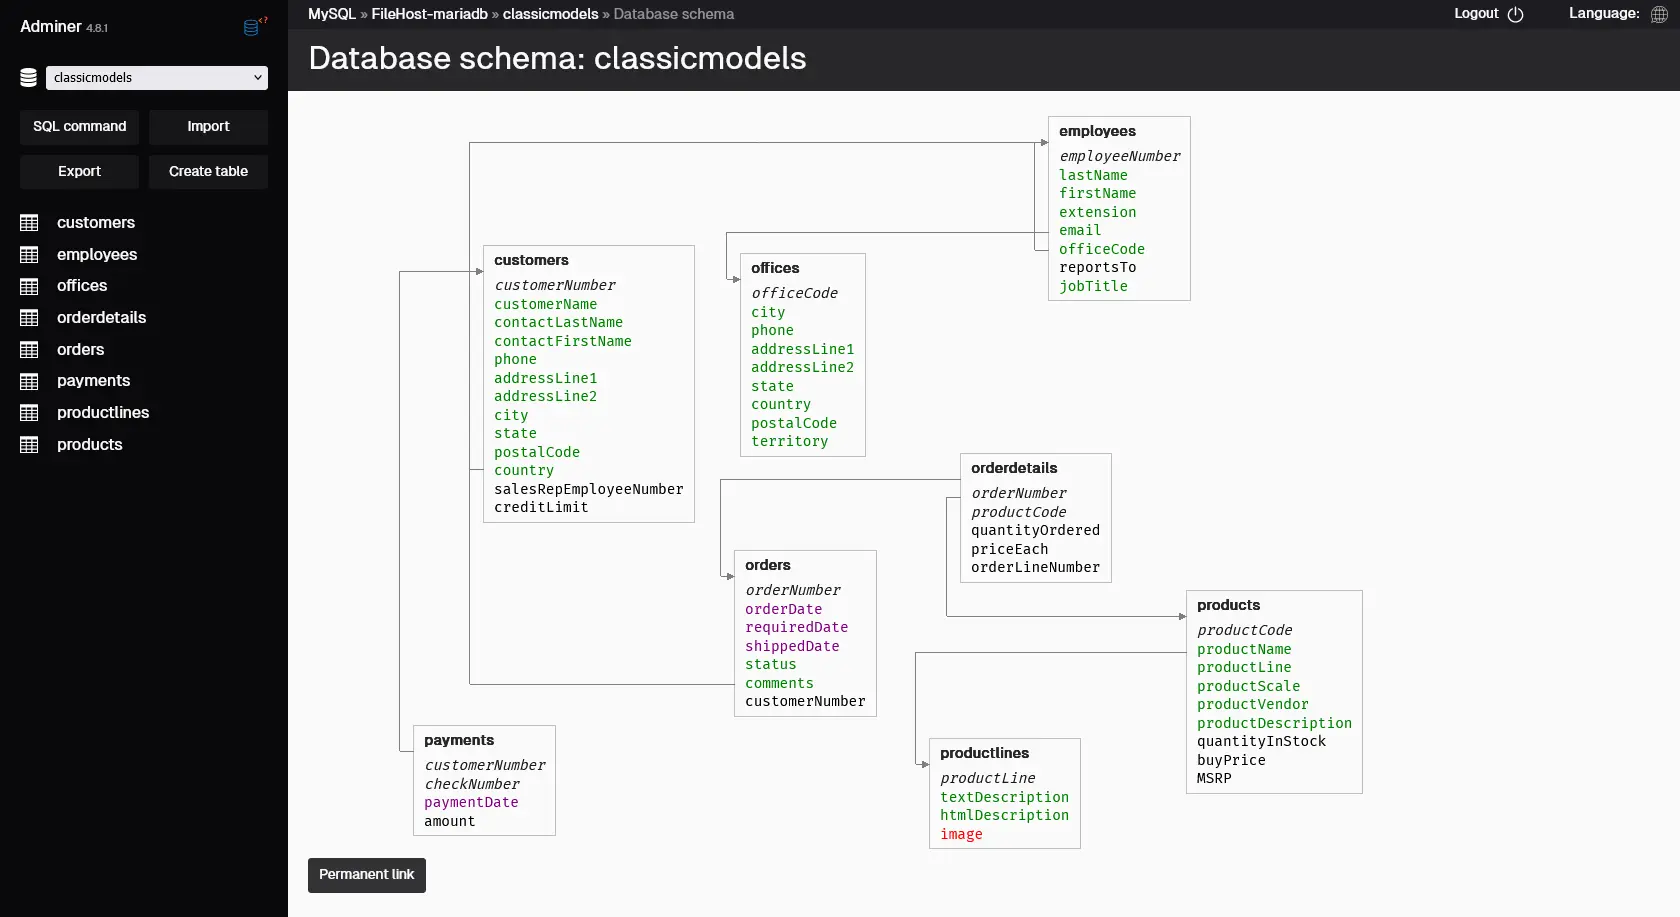 Adminer 4.8.1
classicmodels
SQL command
Import
Export
Create table
customers
employees
offices
orderdetails
orders
payments
productlines
products
MySQL » FileHost-mariadb » classicmodels » Database schema
Logout
Language:
Database schema: classicmodels
employees
employeeNumber
lastName
firstName
extension
email
officeCode
reportsTo
jobTitle
customers
customerNumber
customerName
contactLastName
contactFirstName
phone
addressLine1
addressLine2
city
state
postalCode
country
salesRepEmployeeNumber
creditLimit
offices
officeCode
city
phone
addressLine1
addressLine2
state
country
postalCode
territory
orderdetails
orderNumber
productCode
quantityOrdered
priceEach
orderLineNumber
orders
orderNumber
orderDate
requiredDate
shippedDate
status
comments
customerNumber
products
productCode
productName
productLine
productScale
productVendor
productDescription
quantityInStock
buyPrice
MSRP
payments
customerNumber
checkNumber
paymentDate
amount
productlines
productLine
textDescription
htmlDescription
image
Permanent link